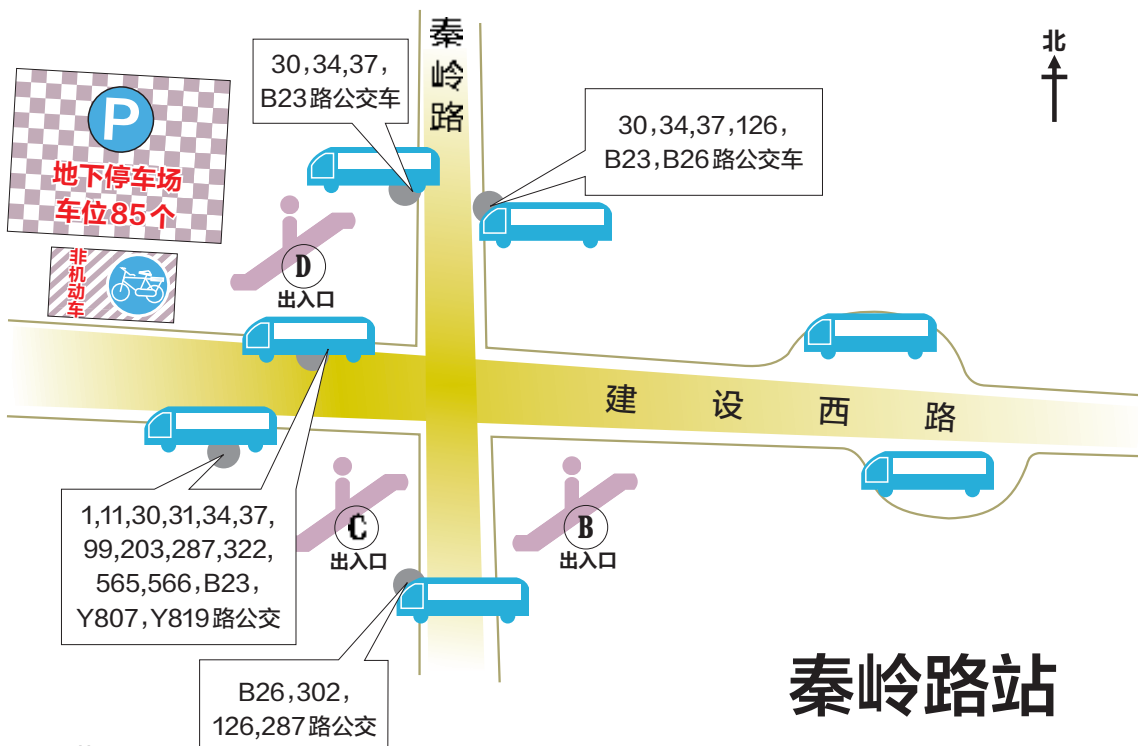 秦岭路
北
30,34,37,
B23路公交车
30,34,37,126,
B23,B26路公交车
P
地下停车场
车位85个
非机动车
D
出入口
建设西路
1,11,30,31,34,37,
99,203,287,322,
565,566,B23,
Y807,Y819路公交
C
出入口
B
出入口
B26,302,
126,287路公交
秦岭路站